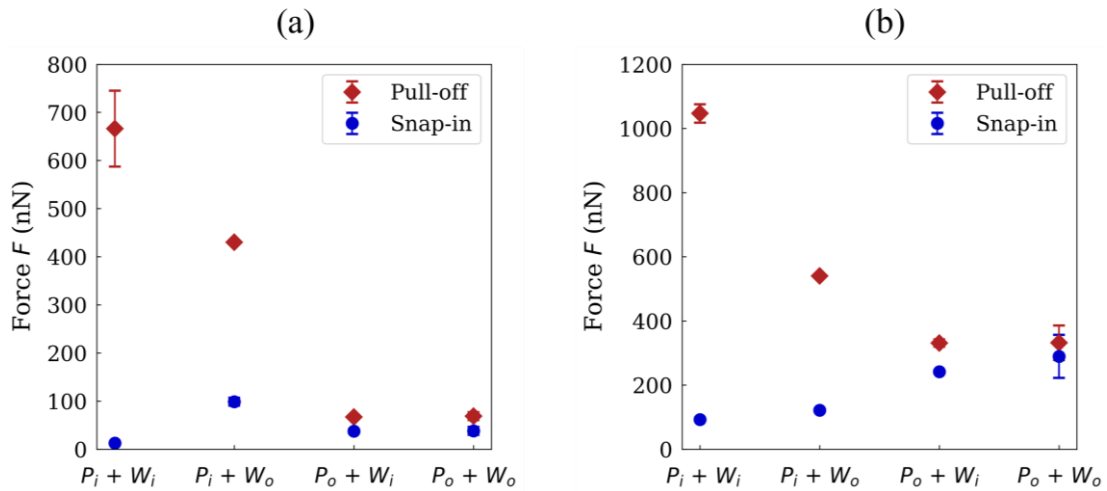 (a)
800
700
600
500
400
300
200
100
0
Force F (nN)
Pull-off
Snap-in
P_i + W_i P_i + W_o P_o + W_i P_o + W_o
(b)
1200
1000
800
600
400
200
0
Force F (nN)
Pull-off
Snap-in
P_i + W_i P_i + W_o P_o + W_i P_o + W_o